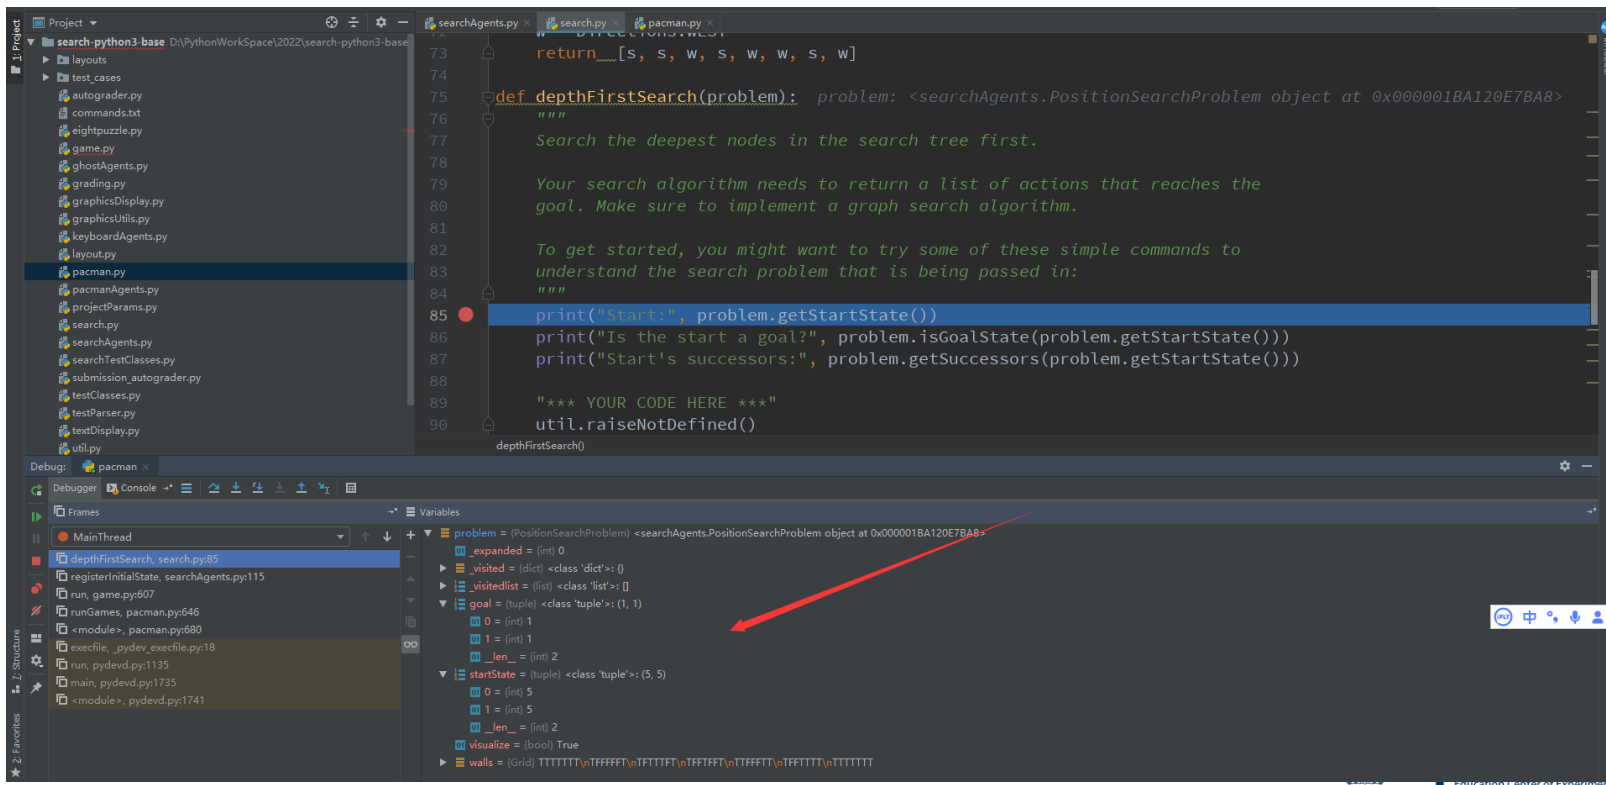 Project
searchAgents.py
search.py
pacman.py
1: Project
search-python3-base D:\PythonWorkSpace\2022\search-python3-base
layouts
test_cases
autograder.py
commands.txt
eightpuzzle.py
game.py
ghostAgents.py
grading.py
graphicsDisplay.py
graphicsUtils.py
keyboardAgents.py
layout.py
pacman.py
pacmanAgents.py
projectParams.py
search.py
searchAgents.py
searchTestClasses.py
submission_autograder.py
testClasses.py
testParser.py
textDisplay.py
util.py
72 w = Directions.WEST
73 return [s, s, w, s, w, w, s, w]
74
75 def depthFirstSearch(problem): problem: <searchAgents.PositionSearchProblem object at 0x000001BA120E7BA8>
76 """
77 Search the deepest nodes in the search tree first.
78
79 Your search algorithm needs to return a list of actions that reaches the
80 goal. Make sure to implement a graph search algorithm.
81
82 To get started, you might want to try some of these simple commands to
83 understand the search problem that is being passed in:
84 """
85 print("Start:", problem.getStartState())
86 print("Is the start a goal?", problem.isGoalState(problem.getStartState()))
87 print("Start's successors:", problem.getSuccessors(problem.getStartState()))
88
89 "*** YOUR CODE HERE ***"
90 util.raiseNotDefined()
depthFirstSearch()
Debug: pacman
Debugger Console
Frames
MainThread
depthFirstSearch, search.py:85
registerInitialState, searchAgents.py:115
run, game.py:607
runGames, pacman.py:646
<module>, pacman.py:680
execfile, _pydev_execfile.py:18
run, pydevd.py:1135
main, pydevd.py:1735
<module>, pydevd.py:1741
Variables
problem = {PositionSearchProblem} <searchAgents.PositionSearchProblem object at 0x000001BA120E7BA8>
_expanded = {int} 0
_visited = {dict} <class 'dict'>: {}
_visitedlist = {list} <class 'list'>: []
goal = {tuple} <class 'tuple'>: (1, 1)
0 = {int} 1
1 = {int} 1
__len__ = {int} 2
startState = {tuple} <class 'tuple'>: (5, 5)
0 = {int} 5
1 = {int} 5
__len__ = {int} 2
visualize = {bool} True
walls = {Grid} TTTTTTT\nTFFFFFT\nTFTTTFT\nTFFTFFT\nTTFFFTT\nTFFTTTT\nTTTTTTT
Z: Structure
2: Favorites
iFLY 中
Education Center of Experime